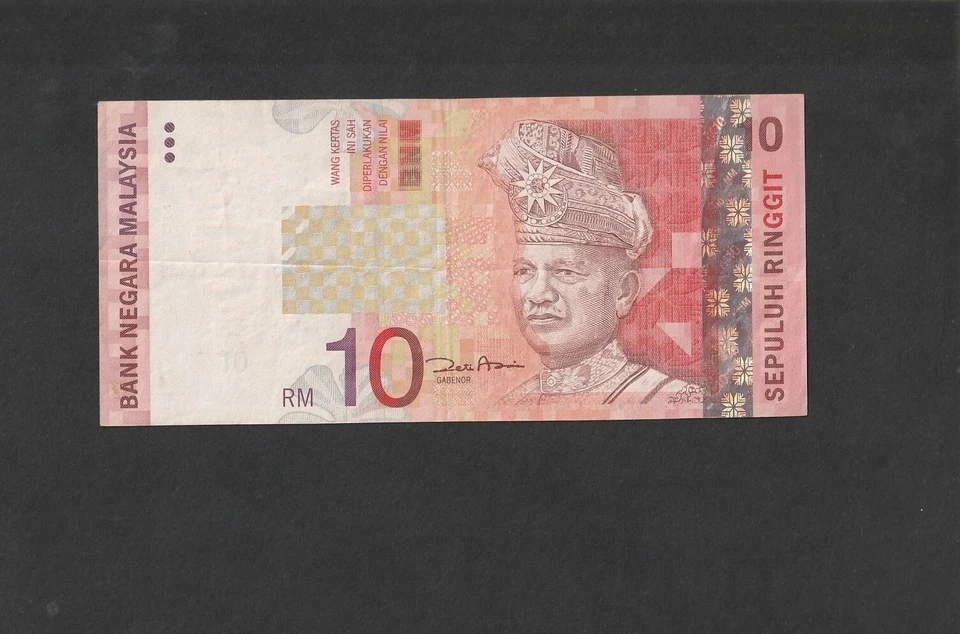 BANK NEGARA MALAYSIA
WANG KERTAS
INI SAH
DIPERLAKUKAN
DENGAN NILAI
RM 10
GABENOR
10
SEPULUH RINGGIT